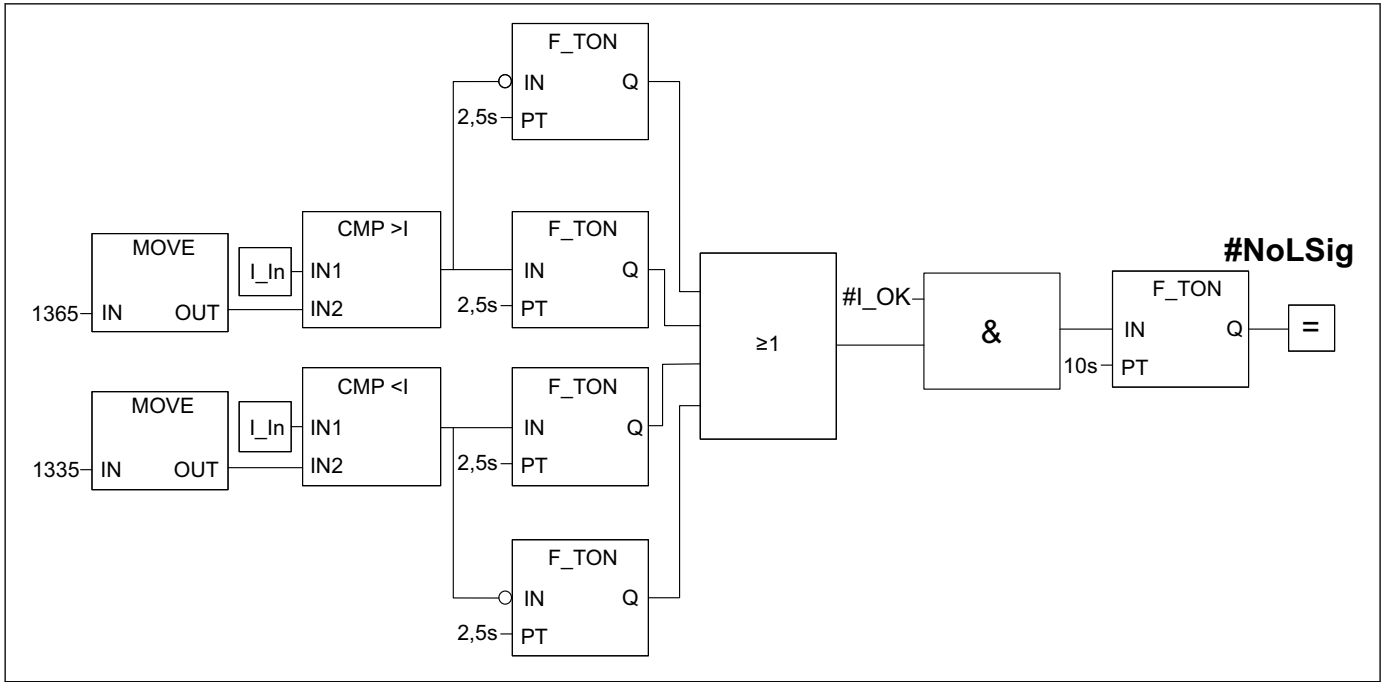 F_TON
IN Q
2,5s PT
MOVE
1365 IN OUT
I_In
CMP >I
IN1
IN2
F_TON
IN Q
2,5s PT
MOVE
1335 IN OUT
I_In
CMP <I
IN1
IN2
F_TON
IN Q
2,5s PT
F_TON
IN Q
2,5s PT
≥1
#I_OK
&
#NoLSig
F_TON
IN Q
10s PT
=